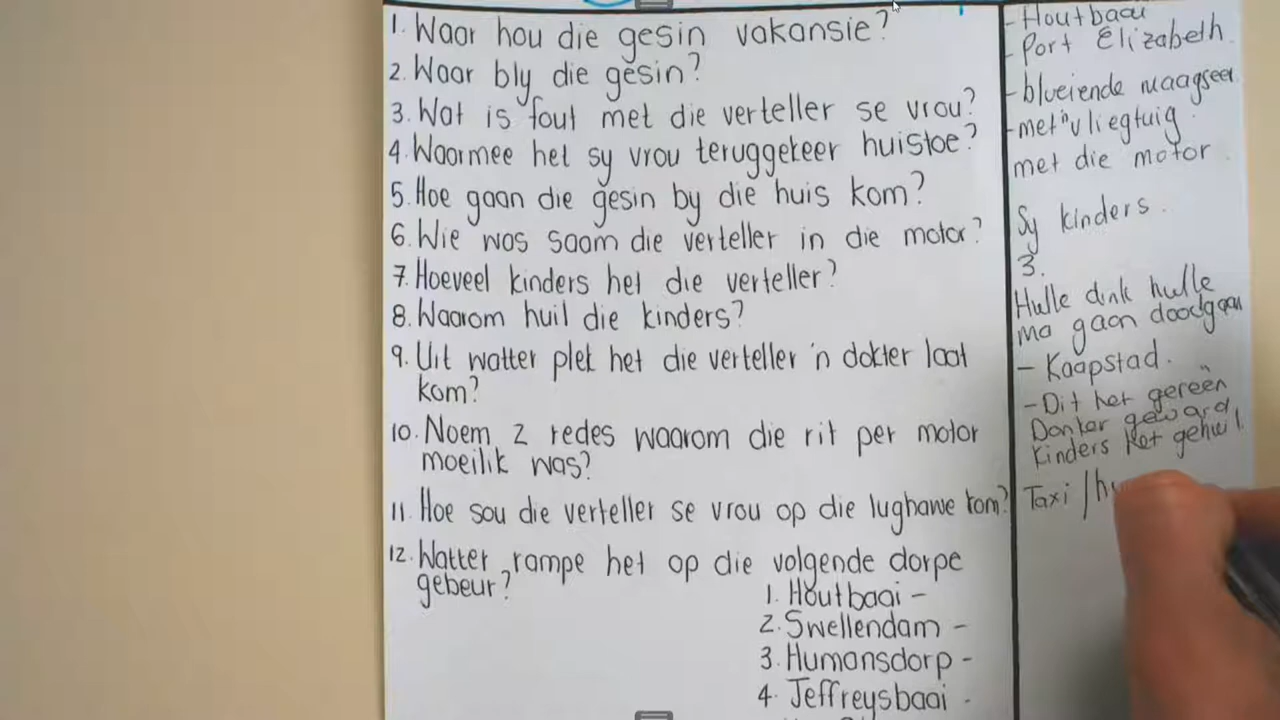 1. Waar hou die gesin vakansie?
2. Waar bly die gesin?
3. Wat is fout met die verteller se vrou?
4. Waarmee het sy vrou teruggekeer huistoe?
5. Hoe gaan die gesin by die huis kom?
6. Wie was saam die verteller in die motor?
7. Hoeveel kinders het die verteller?
8. Waarom huil die kinders?
9. Uit watter plek het die verteller 'n dokter laat
kom?
10. Noem 2 redes waarom die rit per motor
moeilik was?
11. Hoe sou die verteller se vrou op die lughawe kom?
12. Watter rampe het op die volgende dorpe
gebeur?
1. Houtbaai -
2. Swellendam -
3. Humansdorp -
4. Jeffreysbaai -
- Houtbaai
- Port Elizabeth
- bloeiende maagseer
- met 'n vliegtuig
met die motor
Sy kinders.
3.
Hulle dink hulle
ma gaan doodgaan
- Kaapstad.
- Dit het gereën
Donker geword
Kinders het gehuil.
Taxi /